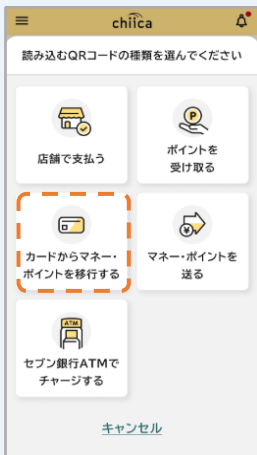 chiica
読み込むQRコードの種類を選んでください
店舗で支払う
P
ポイントを
受け取る
カードからマネー・
ポイントを移行する
¥
マネー・ポイントを
送る
ATM
セブン銀行ATMで
チャージする
キャンセル